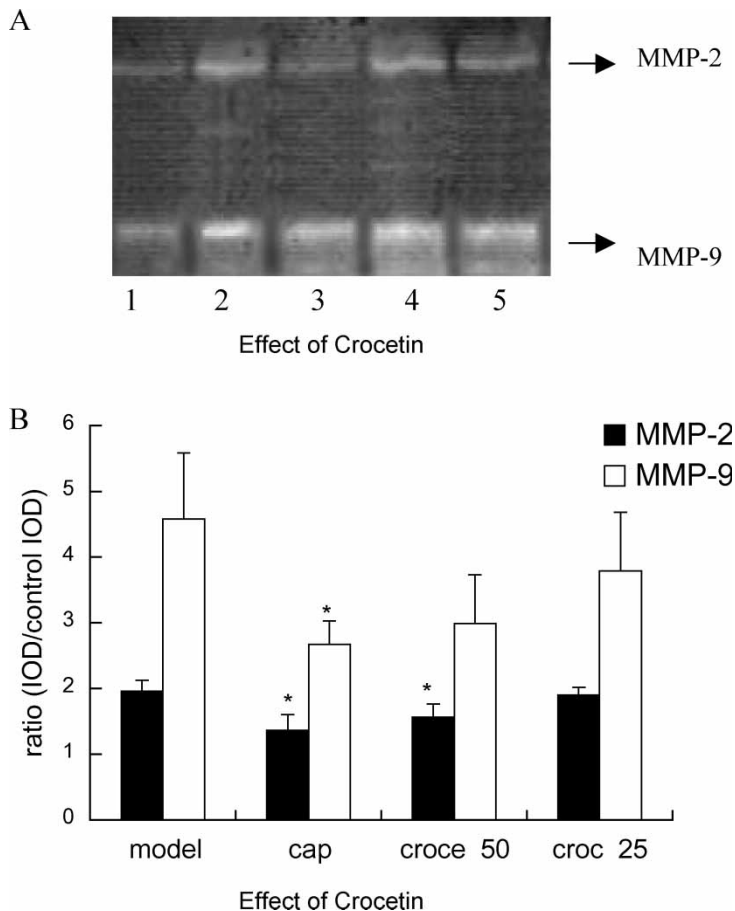 A
MMP-2
MMP-9
1 2 3 4 5
Effect of Crocetin
B
6
5
4
3
2
1
0
ratio (IOD/control IOD)
MMP-2
MMP-9
*
*
*
model cap croce 50 croc 25
Effect of Crocetin